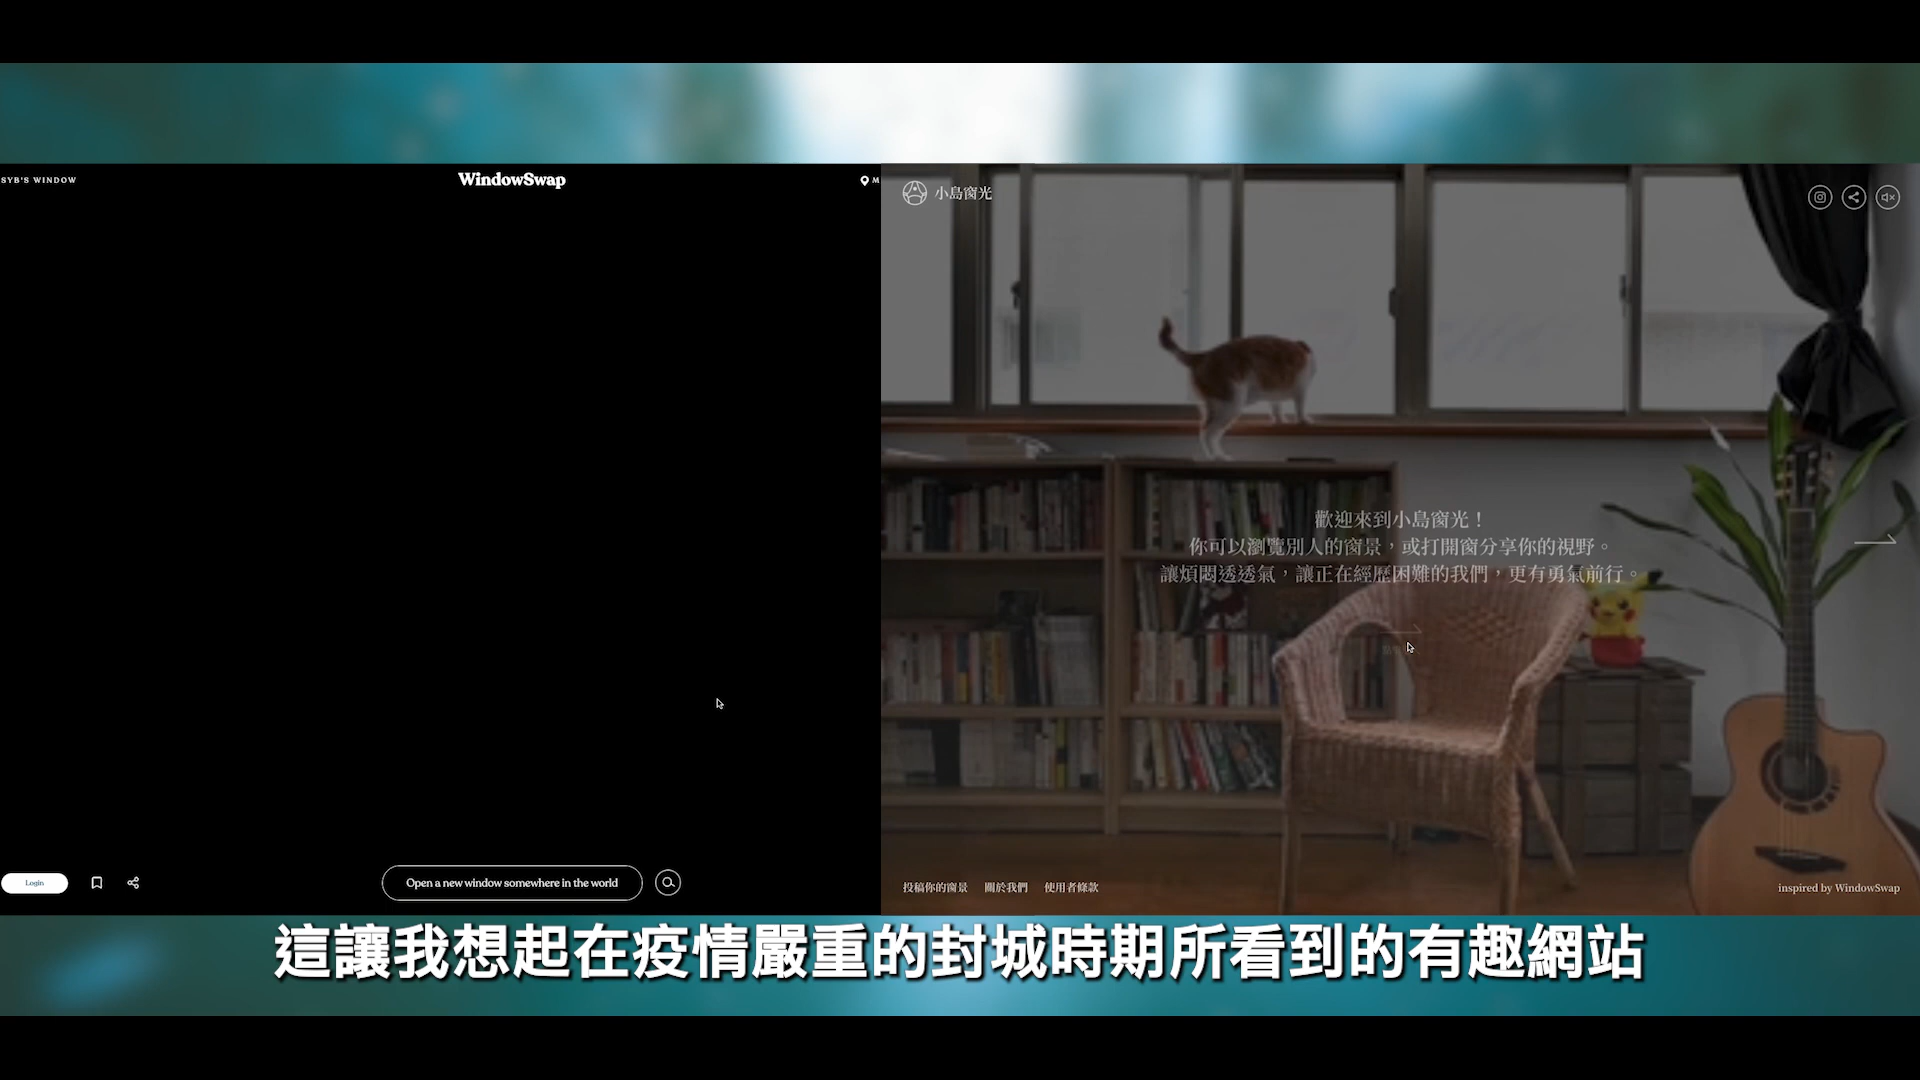 SYB'S WINDOW
WindowSwap
M
Login
Open a new window somewhere in the world
小島窗光
歡迎來到小島窗光！
你可以瀏覽別人的窗景，或打開窗分享你的視野。
讓煩悶透透氣，讓正在經歷困難的我們，更有勇氣前行。
投稿你的窗景 關於我們 使用者條款
inspired by WindowSwap
這讓我想起在疫情嚴重的封城時期所看到的有趣網站